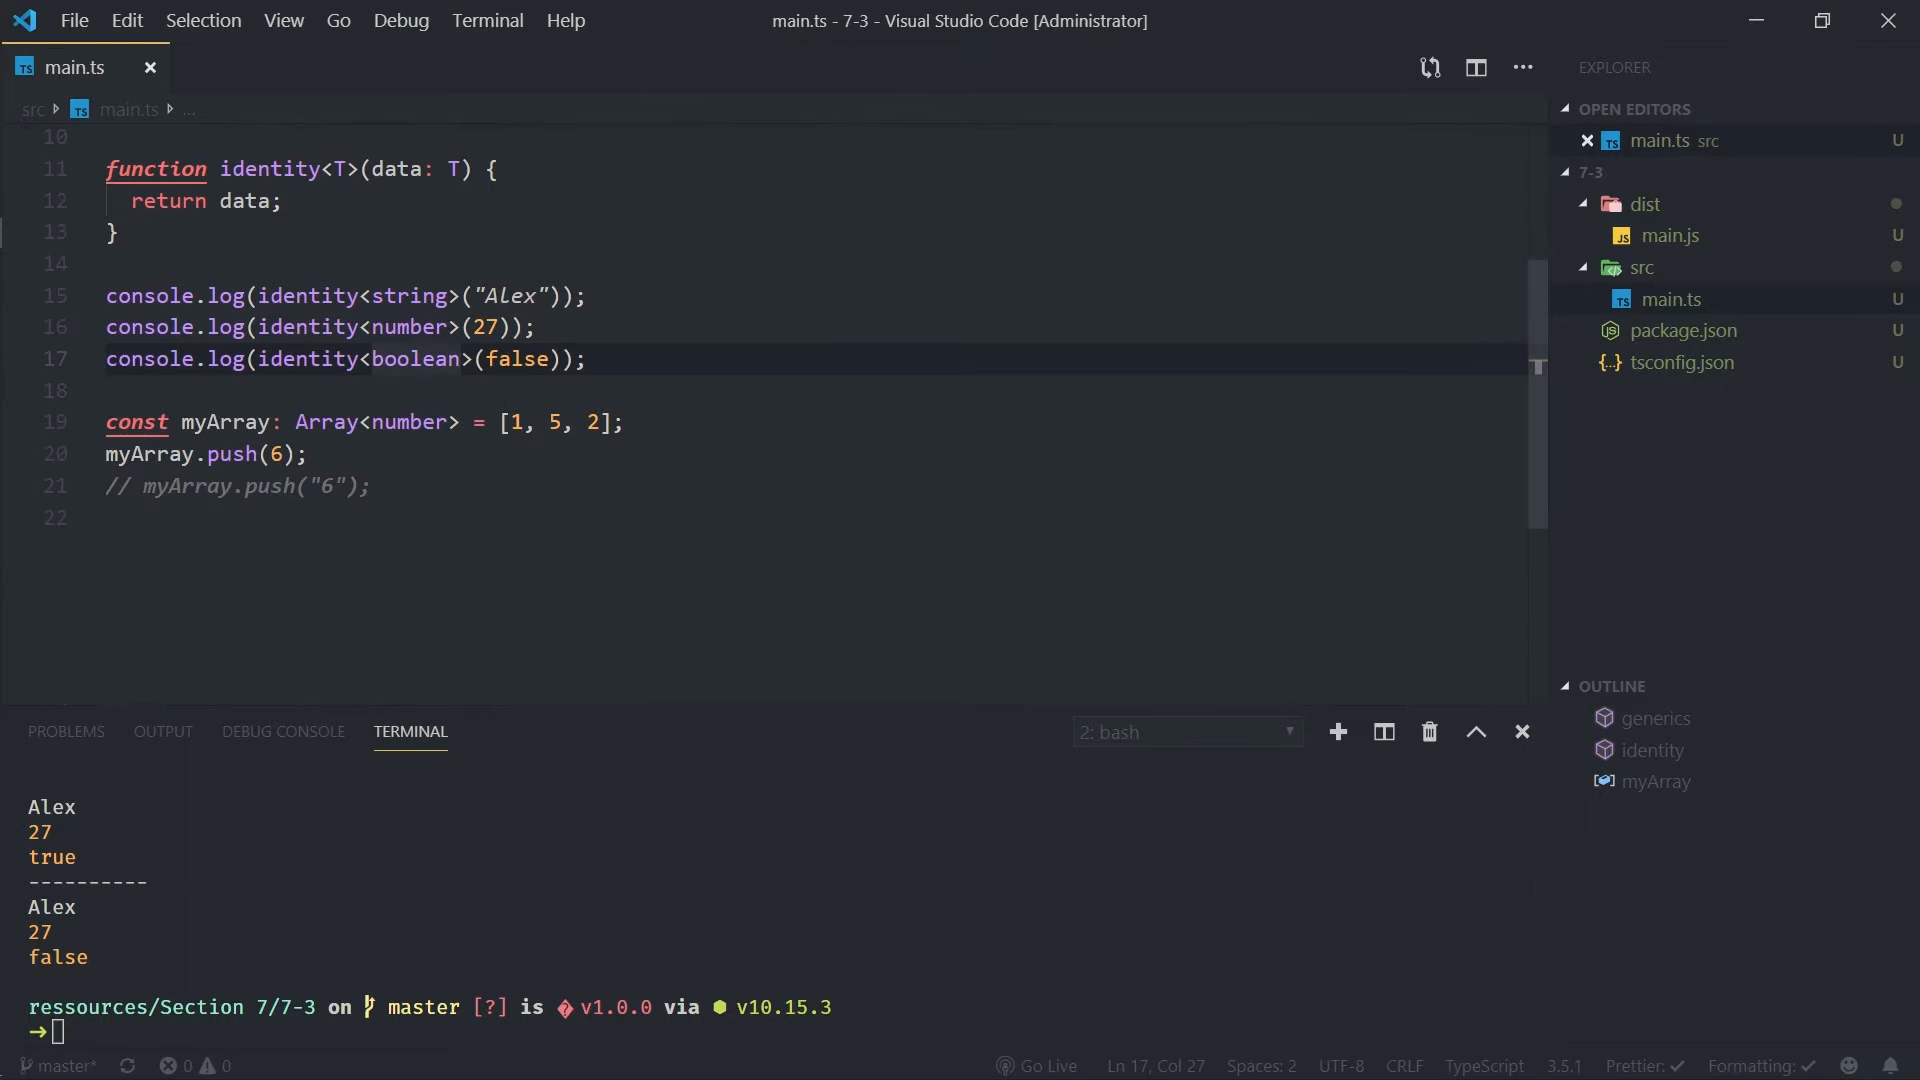 File Edit Selection View Go Debug Terminal Help
main.ts - 7-3 - Visual Studio Code [Administrator]
TS main.ts
src TS main.ts ...
10
11 function identity<T>(data: T) {
12 return data;
13 }
14
15 console.log(identity<string>("Alex"));
16 console.log(identity<number>(27));
17 console.log(identity<boolean>(false));
18
19 const myArray: Array<number> = [1, 5, 2];
20 myArray.push(6);
21 // myArray.push("6");
22
EXPLORER
OPEN EDITORS
TS main.ts src U
7-3
dist
JS main.js U
src
TS main.ts U
JS package.json U
{..} tsconfig.json U
OUTLINE
generics
identity
myArray
PROBLEMS OUTPUT DEBUG CONSOLE TERMINAL
2: bash
Alex
27
true
----------
Alex
27
false
ressources/Section 7/7-3 on master [?] is v1.0.0 via v10.15.3
→
master* 0 0 Go Live Ln 17, Col 27 Spaces: 2 UTF-8 CRLF TypeScript 3.5.1 Prettier: ✓ Formatting: ✓